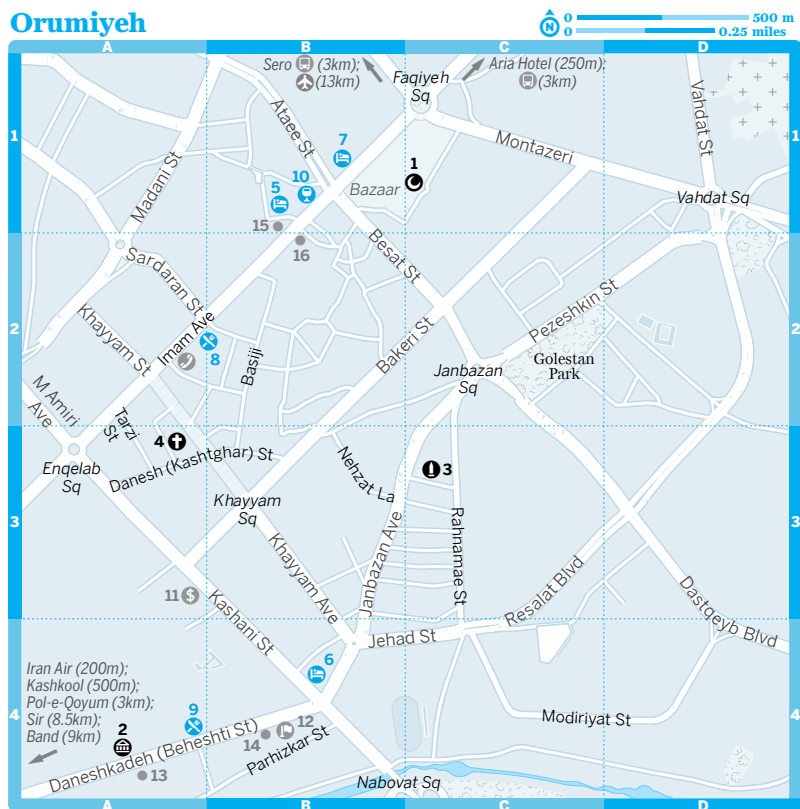 Orumiyeh
N
0 500 m
0 0.25 miles
A B C D
Sero (3km);
(13km)
Faqiyeh
Sq
Aria Hotel (250m);
(3km)
Ataee St
Vahdat St
1 1
7
Montazeri
1
Madani St
10
5
Bazaar
Vahdat Sq
15
16
Besat St
Sardaran St
Pezeshkin St
Khayyam St
Imam Ave
2 2
8
Basiji
Bakeri St
Golestan
Park
Janbazan
Sq
M Amiri
Ave
Tarzi
St
4
Danesh (Kashtghar) St
Enqelab
Sq
Nehzat La
3
Khayyam
Sq
3 3
Khayyam Ave
Janbazan Ave
Rahnamae St
Resalat Blvd
11 $
Kashani St
Dastqeyb Blvd
Jehad St
Iran Air (200m);
Kashkool (500m);
Pol-e-Qoyum (3km);
Sir (8.5km);
Band (9km)
6
9
4 4
2
12
14
Modiriyat St
Daneshkadeh (Beheshti St)
Parhizkar St
13
Nabovat Sq
A B C D